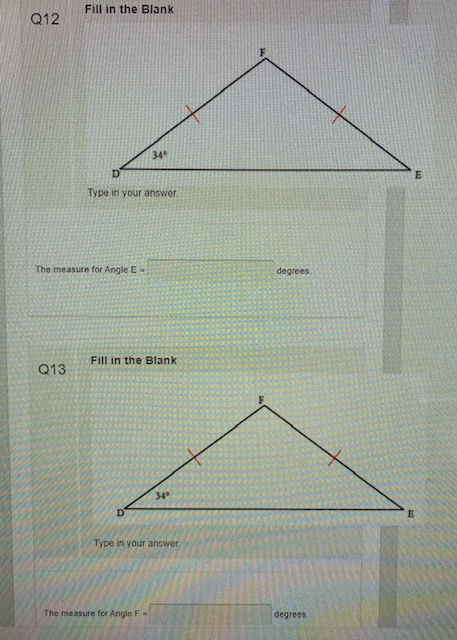 Q12 Fill in the Blank
F
34°
D E
Type in your answer.
The measure for Angle E = degrees.
Q13 Fill in the Blank
F
34°
D E
Type in your answer.
The measure for Angle F = degrees.